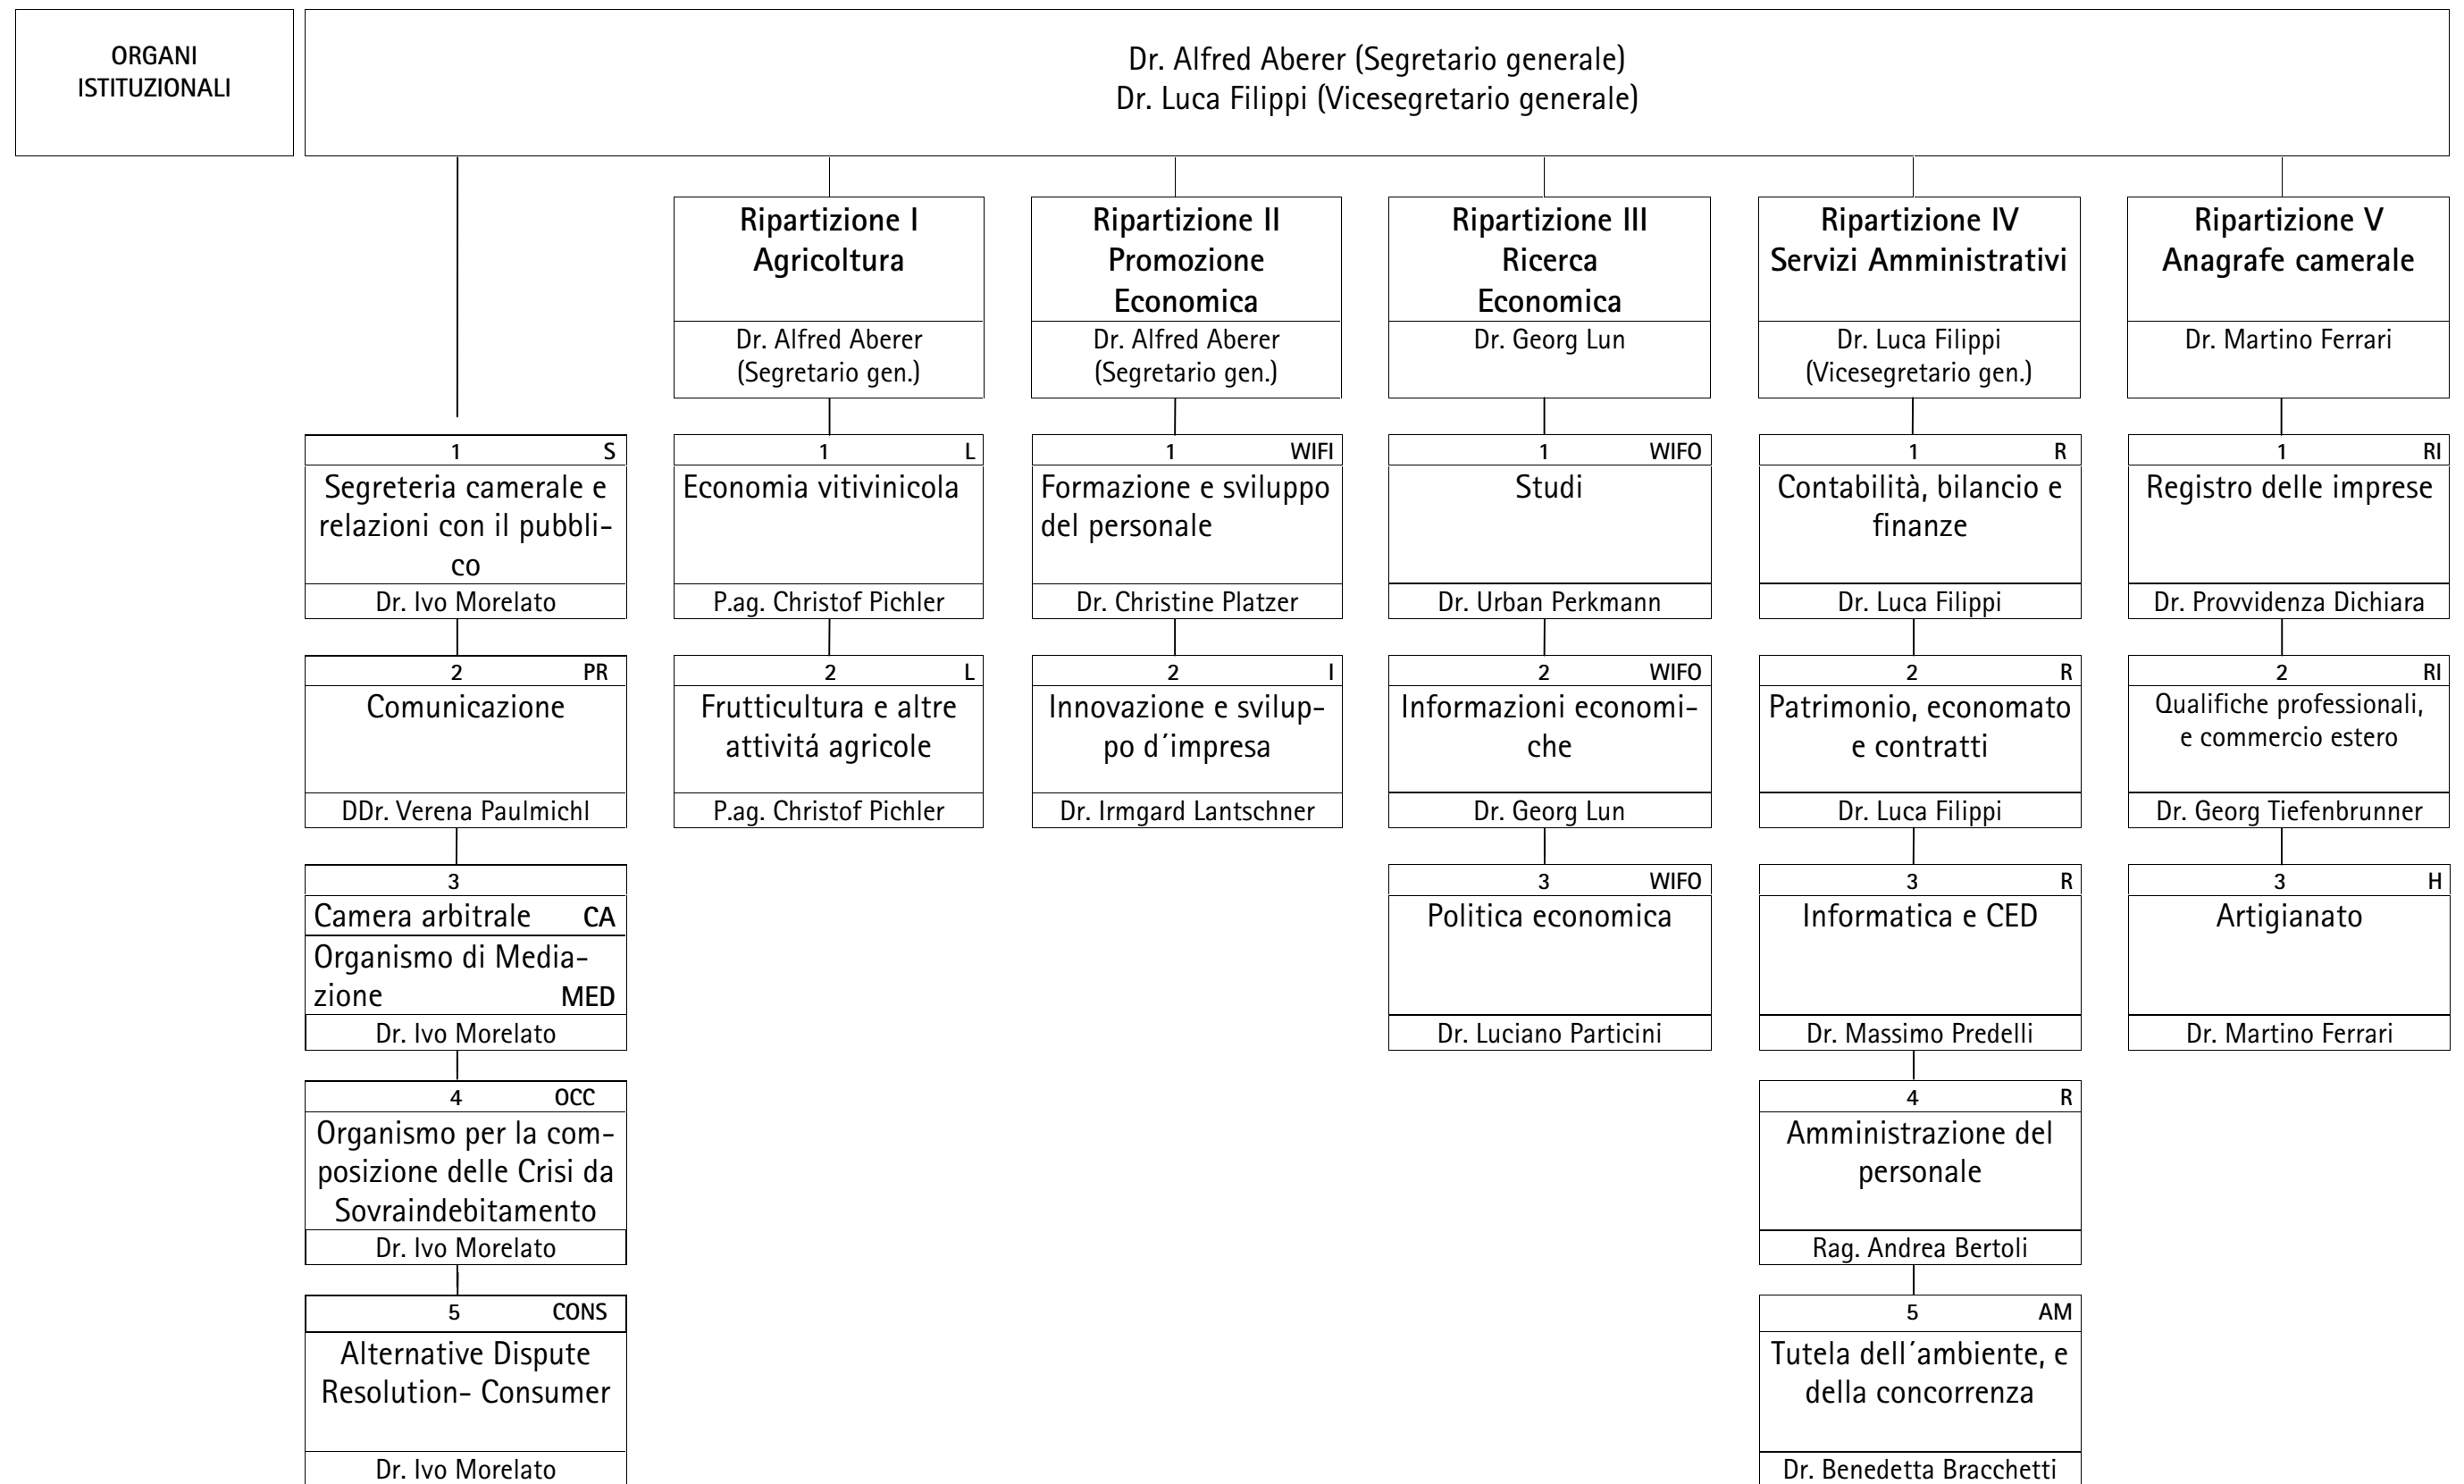 ORGANI
ISTITUZIONALI
Dr. Alfred Aberer (Segretario generale)
Dr. Luca Filippi (Vicesegretario generale)
1 S
Segreteria camerale e
relazioni con il pubbli-
co
Dr. Ivo Morelato
2 PR
Comunicazione
DDr. Verena Paulmichl
3
Camera arbitrale CA
Organismo di Media-
zione MED
Dr. Ivo Morelato
4 OCC
Organismo per la com-
posizione delle Crisi da
Sovraindebitamento
Dr. Ivo Morelato
5 CONS
Alternative Dispute
Resolution- Consumer
Dr. Ivo Morelato
Ripartizione I
Agricoltura
Dr. Alfred Aberer
(Segretario gen.)
1 L
Economia vitivinicola
P.ag. Christof Pichler
2 L
Frutticultura e altre
attivitá agricole
P.ag. Christof Pichler
Ripartizione II
Promozione
Economica
Dr. Alfred Aberer
(Segretario gen.)
1 WIFI
Formazione e sviluppo
del personale
Dr. Christine Platzer
2 I
Innovazione e svilup-
po d´impresa
Dr. Irmgard Lantschner
Ripartizione III
Ricerca
Economica
Dr. Georg Lun
1 WIFO
Studi
Dr. Urban Perkmann
2 WIFO
Informazioni economi-
che
Dr. Georg Lun
3 WIFO
Politica economica
Dr. Luciano Particini
Ripartizione IV
Servizi Amministrativi
Dr. Luca Filippi
(Vicesegretario gen.)
1 R
Contabilità, bilancio e
finanze
Dr. Luca Filippi
2 R
Patrimonio, economato
e contratti
Dr. Luca Filippi
3 R
Informatica e CED
Dr. Massimo Predelli
4 R
Amministrazione del
personale
Rag. Andrea Bertoli
5 AM
Tutela dell´ambiente, e
della concorrenza
Dr. Benedetta Bracchetti
Ripartizione V
Anagrafe camerale
Dr. Martino Ferrari
1 RI
Registro delle imprese
Dr. Provvidenza Dichiara
2 RI
Qualifiche professionali,
e commercio estero
Dr. Georg Tiefenbrunner
3 H
Artigianato
Dr. Martino Ferrari